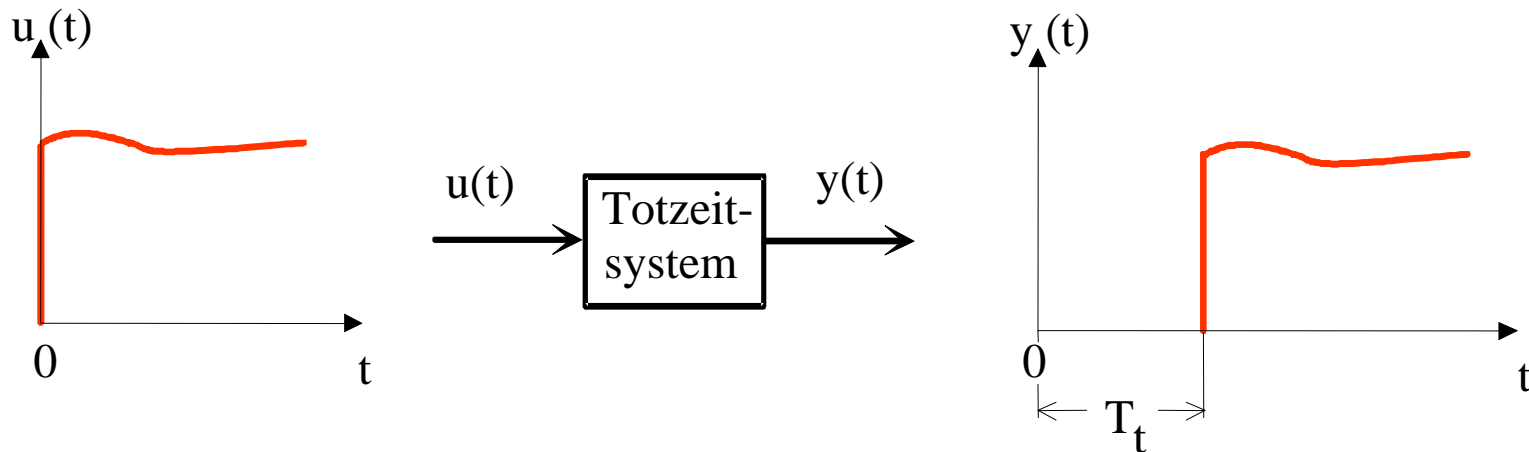 u (t)
0
t
u(t)
Totzeit-
system
y(t)
y (t)
0
t
T_t